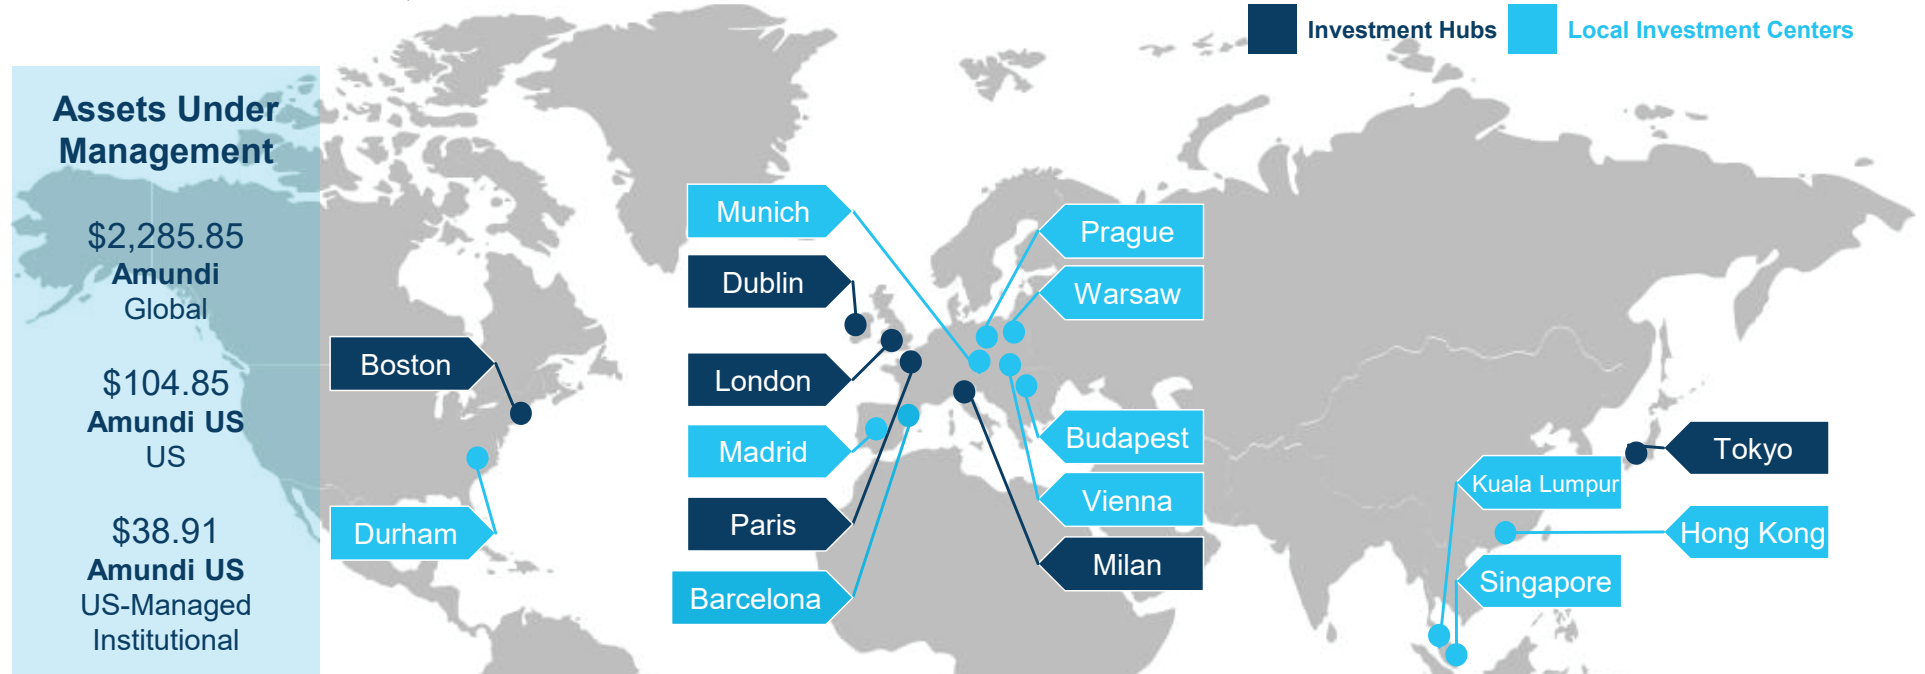 Investment Hubs
Local Investment Centers
Assets Under
Management
$2,285.85
Amundi
Global
$104.85
Amundi US
US
$38.91
Amundi US
US-Managed
Institutional
Boston
Durham
Munich
Dublin
London
Madrid
Paris
Barcelona
Prague
Warsaw
Budapest
Vienna
Milan
Tokyo
Kuala Lumpur
Hong Kong
Singapore